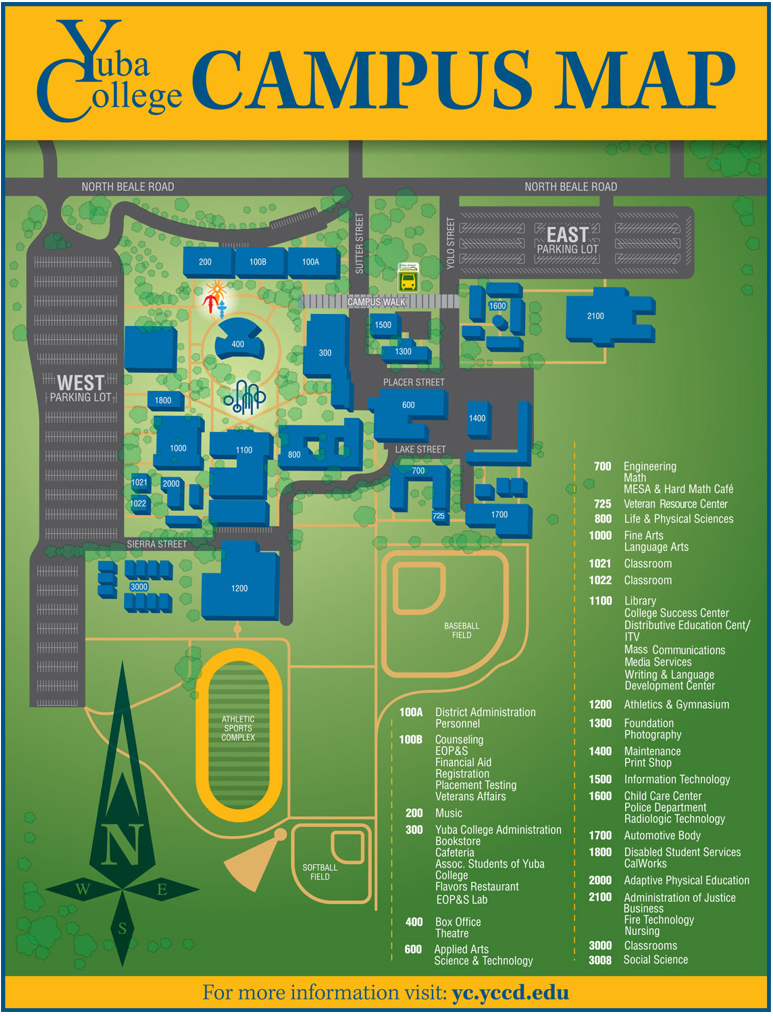 Yuba
College
CAMPUS MAP
NORTH BEALE ROAD
NORTH BEALE ROAD
SUTTER STREET
YOLO STREET
EAST
PARKING LOT
200
100B
100A
CAMPUS WALK
1600
2100
1500
400
300
1300
WEST
PARKING LOT
PLACER STREET
1800
600
1400
1000
1100
800
LAKE STREET
700
1021
2000
1022
725
1700
SIERRA STREET
3000
1200
BASEBALL
FIELD
ATHLETIC
SPORTS
COMPLEX
SOFTBALL
FIELD
N
W
E
S
100A District Administration
Personnel
100B Counseling
EOP&S
Financial Aid
Registration
Placement Testing
Veterans Affairs
200 Music
300 Yuba College Administration
Bookstore
Cafeteria
Assoc. Students of Yuba
College
Flavors Restaurant
EOP&S Lab
400 Box Office
Theatre
600 Applied Arts
Science & Technology
700 Engineering
Math
MESA & Hard Math Café
725 Veteran Resource Center
800 Life & Physical Sciences
1000 Fine Arts
Language Arts
1021 Classroom
1022 Classroom
1100 Library
College Success Center
Distributive Education Cent/
ITV
Mass Communications
Media Services
Writing & Language
Development Center
1200 Athletics & Gymnasium
1300 Foundation
Photography
1400 Maintenance
Print Shop
1500 Information Technology
1600 Child Care Center
Police Department
Radiologic Technology
1700 Automotive Body
1800 Disabled Student Services
CalWorks
2000 Adaptive Physical Education
2100 Administration of Justice
Business
Fire Technology
Nursing
3000 Classrooms
3008 Social Science
For more information visit: yc.yccd.edu